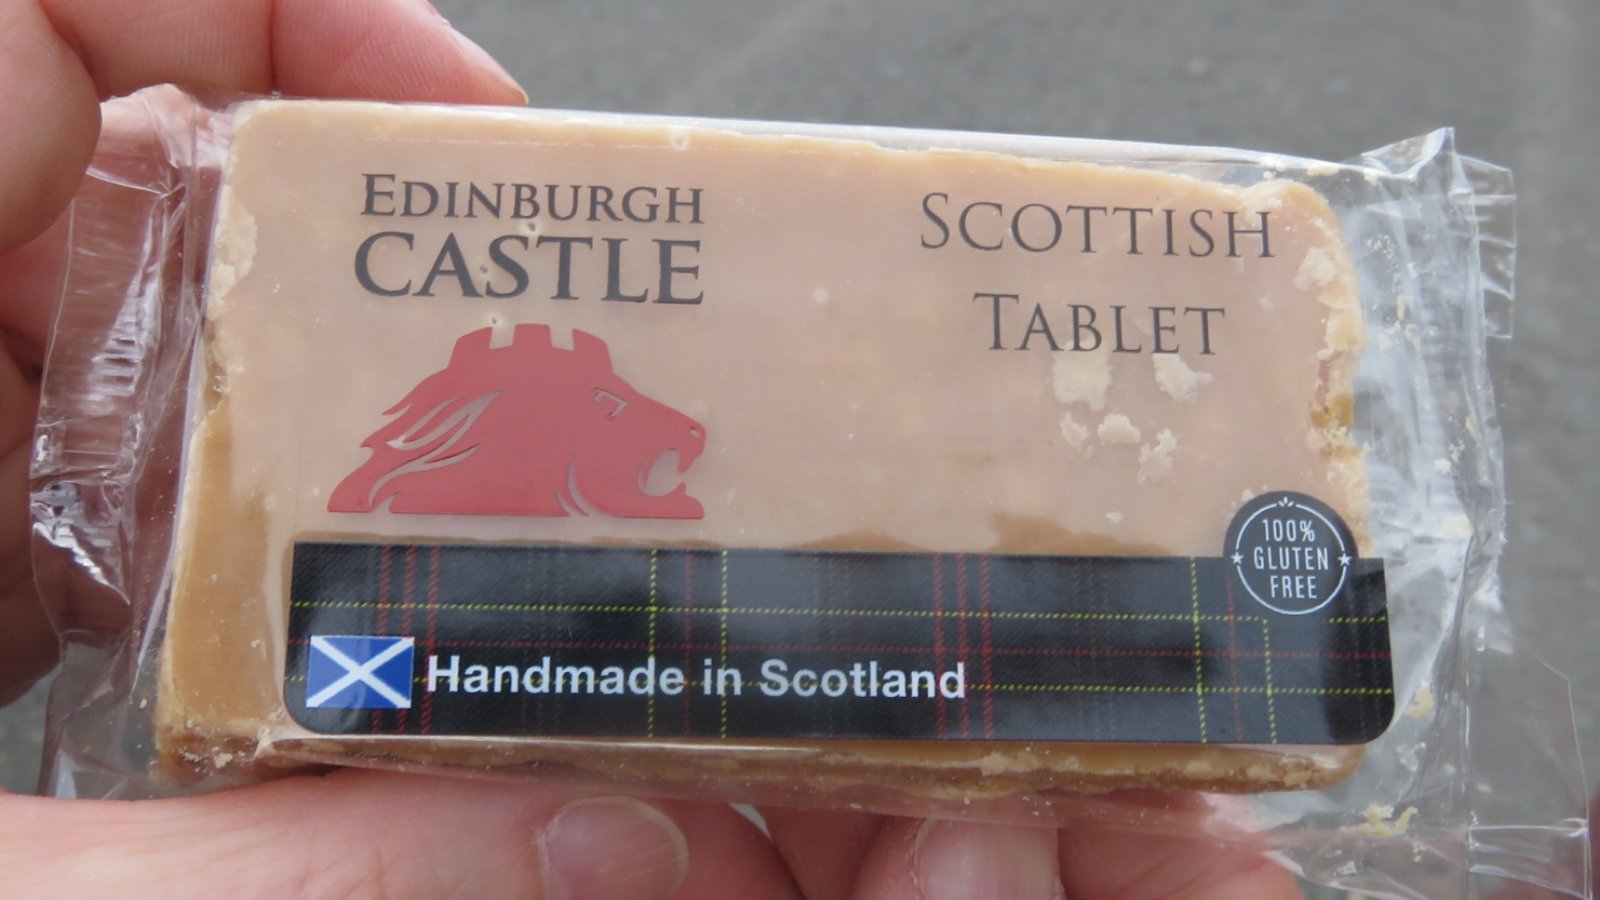 EDINBURGH
CASTLE
SCOTTISH
TABLET
100%
GLUTEN
FREE
Handmade in Scotland